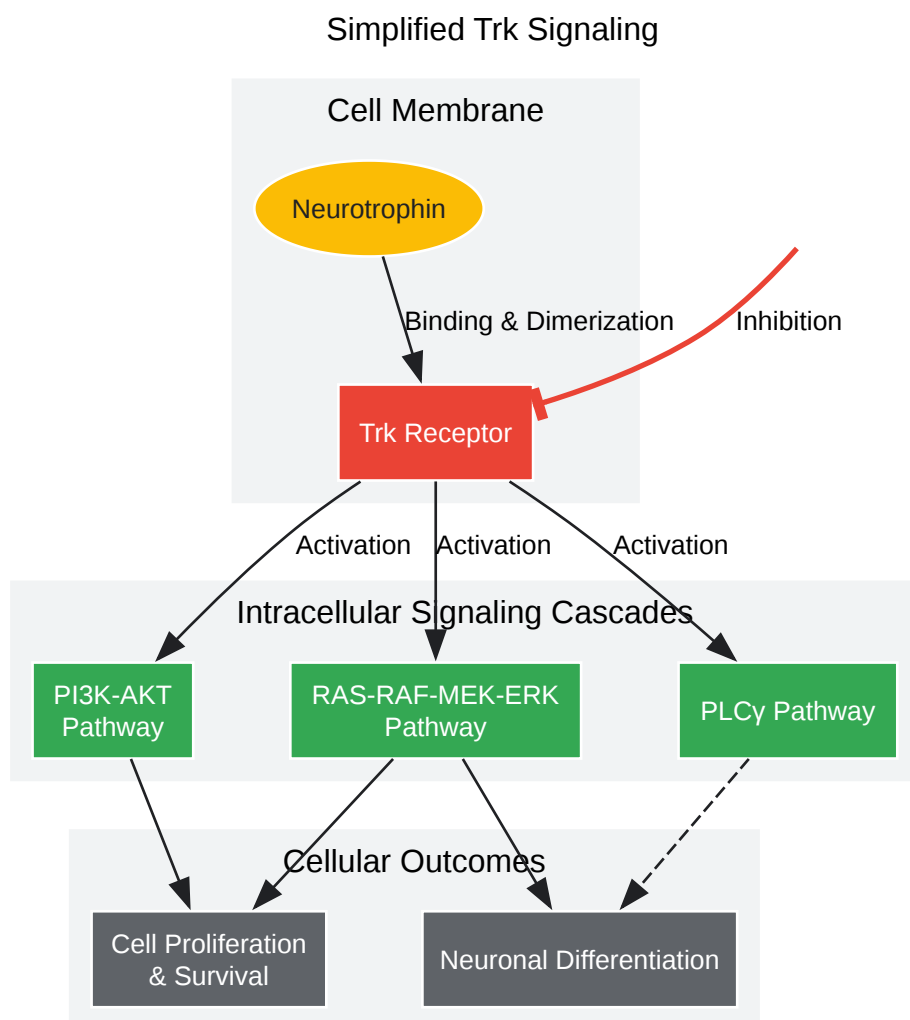 Simplified Trk Signaling
Cell Membrane
Neurotrophin
Binding & Dimerization
Inhibition
Trk Receptor
Activation
Activation
Activation
Intracellular Signaling Cascades
PI3K-AKT
Pathway
RAS-RAF-MEK-ERK
Pathway
PLCγ Pathway
Cellular Outcomes
Cell Proliferation
& Survival
Neuronal Differentiation